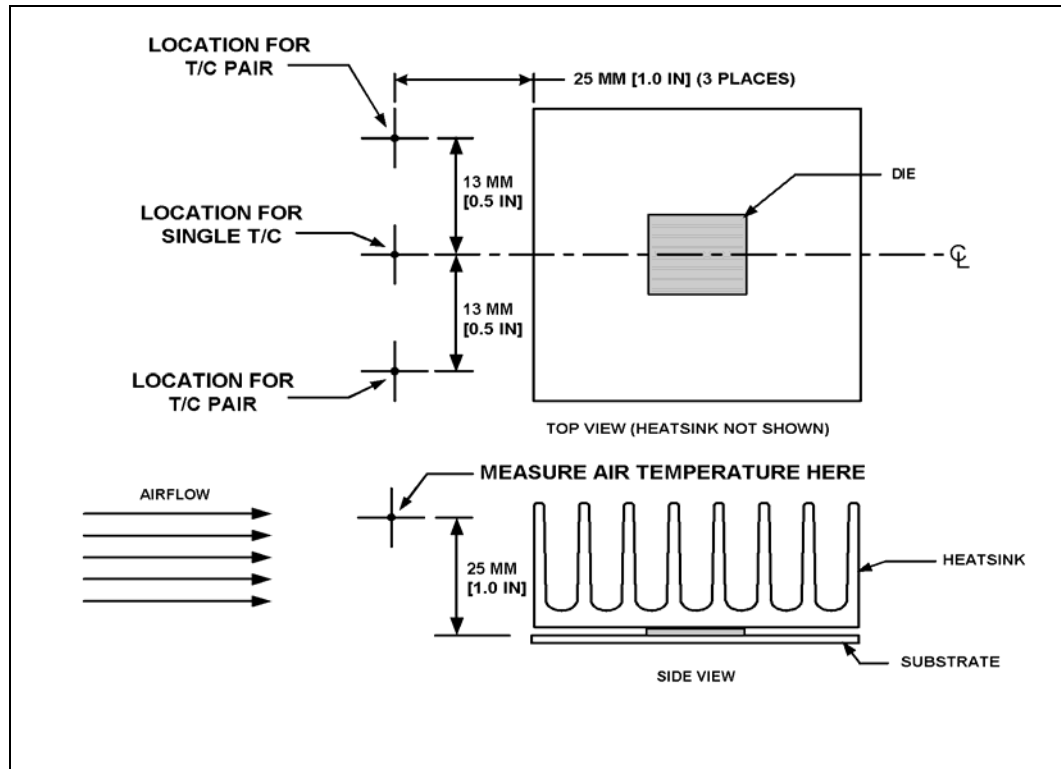 LOCATION FOR
T/C PAIR
25 MM [1.0 IN] (3 PLACES)
13 MM
[0.5 IN]
DIE
LOCATION FOR
SINGLE T/C
℄
13 MM
[0.5 IN]
LOCATION FOR
T/C PAIR
TOP VIEW (HEATSINK NOT SHOWN)
MEASURE AIR TEMPERATURE HERE
AIRFLOW
25 MM
[1.0 IN]
HEATSINK
SUBSTRATE
SIDE VIEW